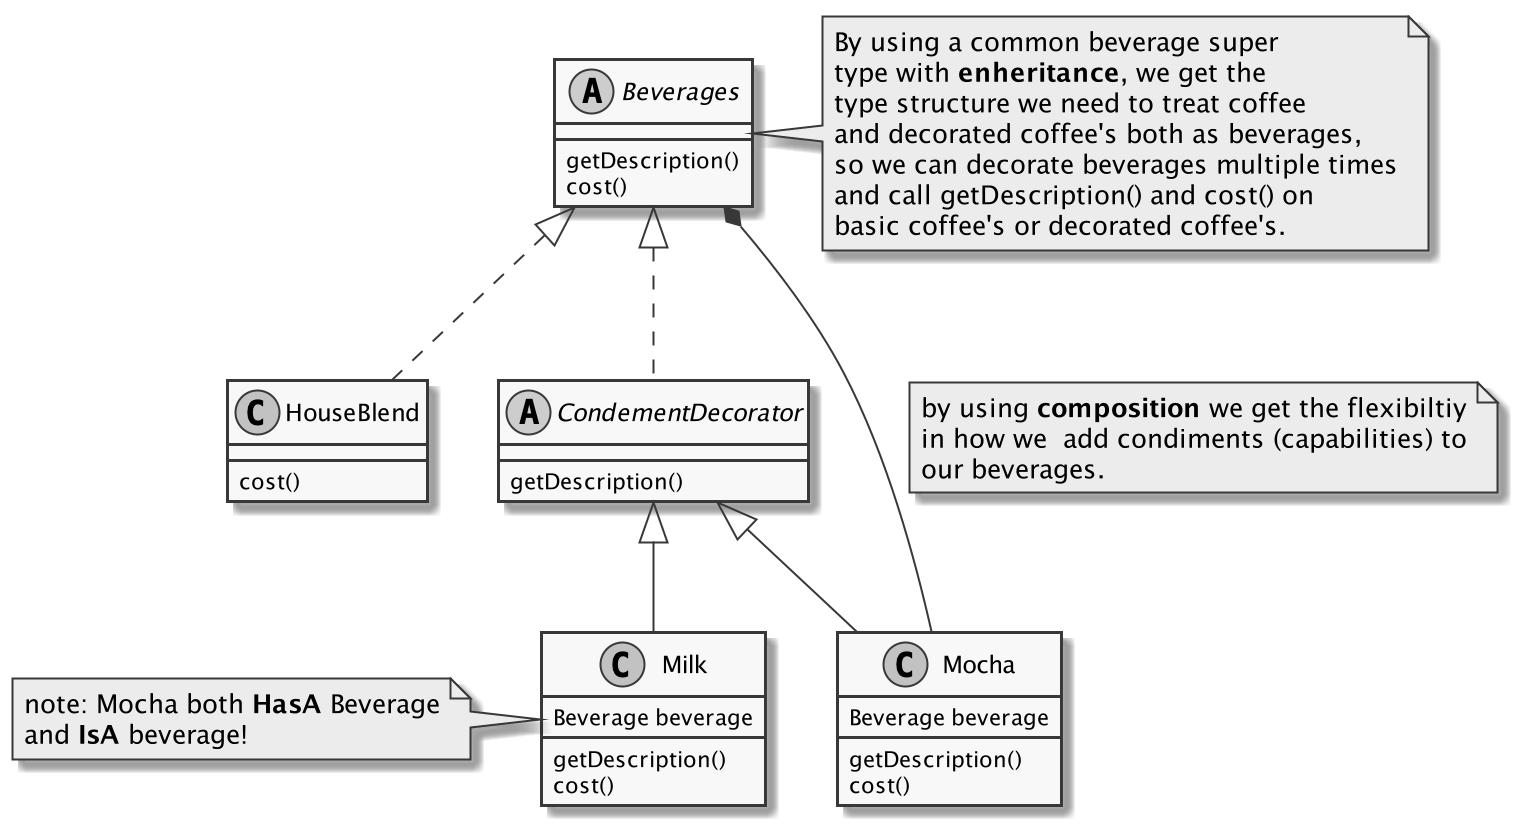 By using a common beverage super
type with enheritance, we get the
type structure we need to treat coffee
and decorated coffee's both as beverages,
so we can decorate beverages multiple times
and call getDescription() and cost() on
basic coffee's or decorated coffee's.
A Beverages
getDescription()
cost()
C HouseBlend
cost()
A CondementDecorator
getDescription()
by using composition we get the flexibiltiy
in how we  add condiments (capabilities) to
our beverages.
note: Mocha both HasA Beverage
and IsA beverage!
C Milk
Beverage beverage
getDescription()
cost()
C Mocha
Beverage beverage
getDescription()
cost()